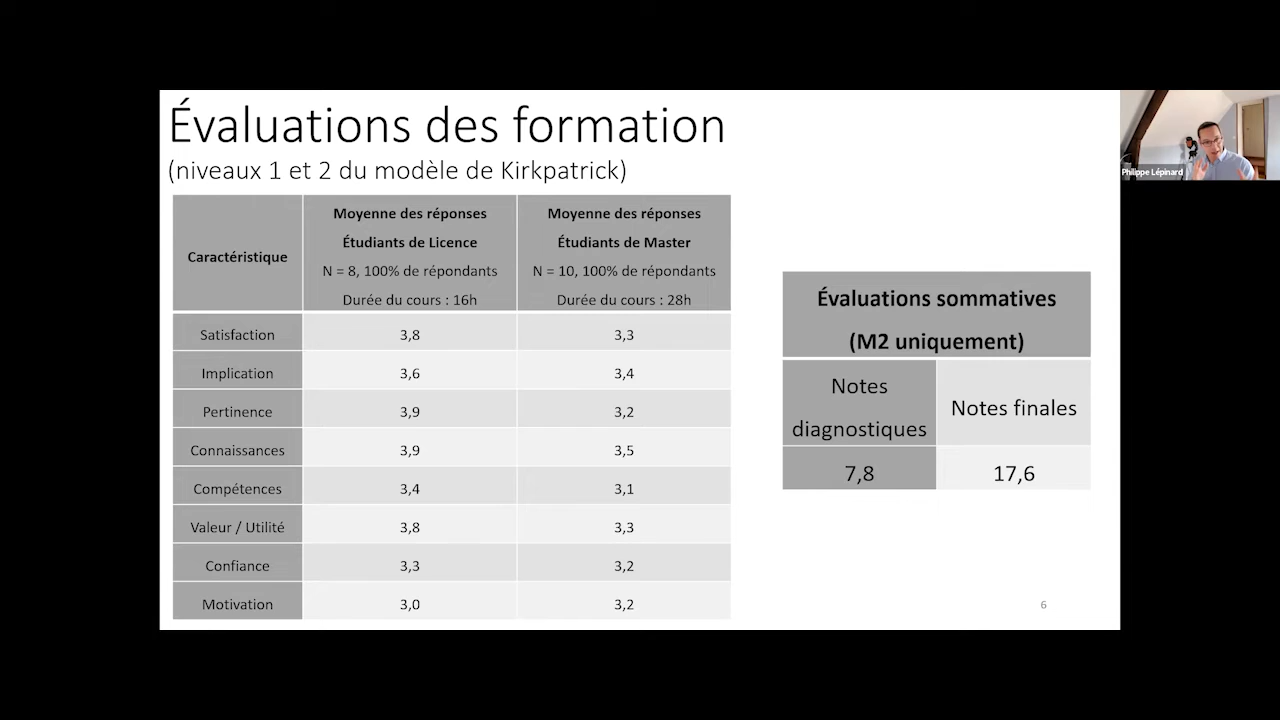 Évaluations des formation
(niveaux 1 et 2 du modèle de Kirkpatrick)
Caractéristique
Moyenne des réponses
Étudiants de Licence
N = 8, 100% de répondants
Durée du cours : 16h
Moyenne des réponses
Étudiants de Master
N = 10, 100% de répondants
Durée du cours : 28h
Satisfaction 3,8 3,3
Implication 3,6 3,4
Pertinence 3,9 3,2
Connaissances 3,9 3,5
Compétences 3,4 3,1
Valeur / Utilité 3,8 3,3
Confiance 3,3 3,2
Motivation 3,0 3,2
Évaluations sommatives
(M2 uniquement)
Notes
diagnostiques
Notes finales
7,8 17,6
6
Philippe Lépinard